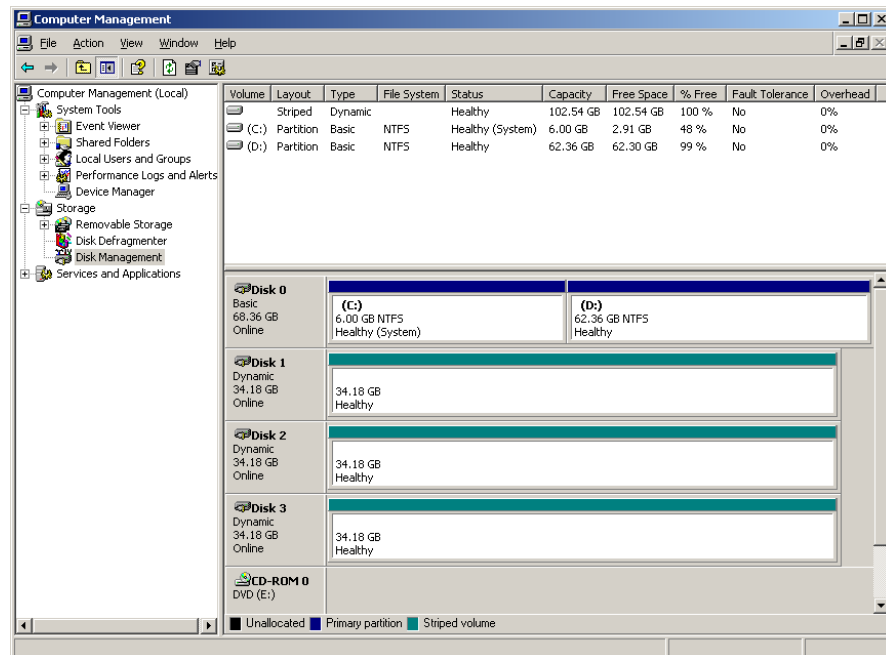 Computer Management
File Action View Window Help
Computer Management (Local)
System Tools
Event Viewer
Shared Folders
Local Users and Groups
Performance Logs and Alerts
Device Manager
Storage
Removable Storage
Disk Defragmenter
Disk Management
Services and Applications
Volume Layout Type File System Status Capacity Free Space % Free Fault Tolerance Overhead
Striped Dynamic Healthy 102.54 GB 102.54 GB 100 % No 0%
(C:) Partition Basic NTFS Healthy (System) 6.00 GB 2.91 GB 48 % No 0%
(D:) Partition Basic NTFS Healthy 62.36 GB 62.30 GB 99 % No 0%
Disk 0
Basic
68.36 GB
Online
(C:)
6.00 GB NTFS
Healthy (System)
(D:)
62.36 GB NTFS
Healthy
Disk 1
Dynamic
34.18 GB
Online
34.18 GB
Healthy
Disk 2
Dynamic
34.18 GB
Online
34.18 GB
Healthy
Disk 3
Dynamic
34.18 GB
Online
34.18 GB
Healthy
CD-ROM 0
DVD (E:)
Unallocated Primary partition Striped volume